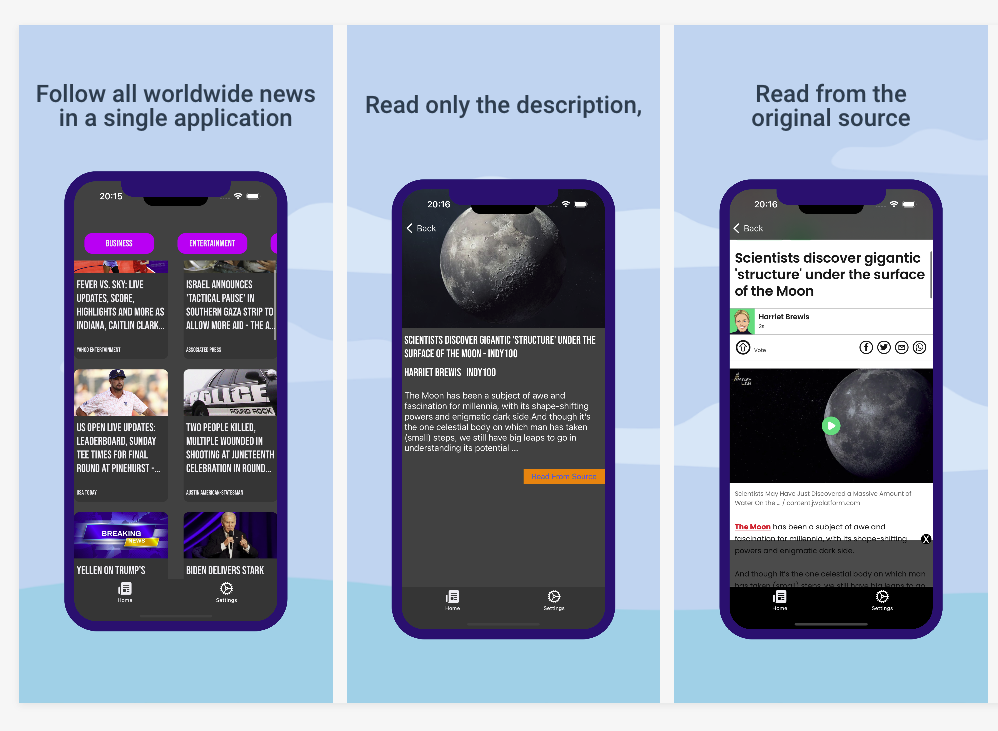 Follow all worldwide news
in a single application
20:15
BUSINESS
ENTERTAINMENT
FEVER VS. SKY: LIVE
UPDATES, SCORE,
HIGHLIGHTS AND MORE AS
INDIANA, CAITLIN CLARK...
YAHOO ENTERTAINMENT
ISRAEL ANNOUNCES
'TACTICAL PAUSE' IN
SOUTHERN GAZA STRIP TO
ALLOW MORE AID - THE A...
ASSOCIATED PRESS
US OPEN LIVE UPDATES:
LEADERBOARD, SUNDAY
TEE TIMES FOR FINAL
ROUND AT PINEHURST -...
USA TODAY
POLICE
ROUND ROCK
TWO PEOPLE KILLED,
MULTIPLE WOUNDED IN
SHOOTING AT JUNETEENTH
CELEBRATION IN ROUND...
AUSTIN AMERICAN-STATESMAN
BREAKING
NEWS
YELLEN ON TRUMP'S
BIDEN DELIVERS STARK
Home
Settings
Read only the description,
20:16
Back
SCIENTISTS DISCOVER GIGANTIC 'STRUCTURE' UNDER THE
SURFACE OF THE MOON - INDY100
HARRIET BREWIS INDY100
The Moon has been a subject of awe and
fascination for millennia, with its shape-shifting
powers and enigmatic dark side.And though it's
the one celestial body on which man has taken
(small) steps, we still have big leaps to go in
understanding its potential ...
Read From Source
Home
Settings
Read from the
original source
20:16
Back
Scientists discover gigantic
'structure' under the surface
of the Moon
Harriet Brewis
2s
Vote
Scientists May Have Just Discovered a Massive Amount of
Water On the ... / content.jwplatform.com
The Moon has been a subject of awe and
fascination for millennia, with its shape-shifting
powers and enigmatic dark side.
X
And though it's the one celestial body on which man
has taken (small) steps, we still have big leaps to go
Home
Settings